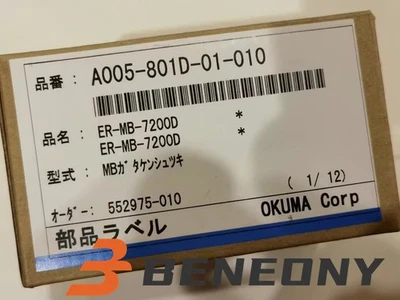 品番： A005-801D-01-010
品名： ER-MB-7200D *
ER-MB-7200D *
型式： MBｶﾞﾀｹﾝｼｭﾂｷ
ｵｰﾀﾞｰ: 552975-010 ( 1/ 12)
部品ラベル OKUMA Corp
BENEONY